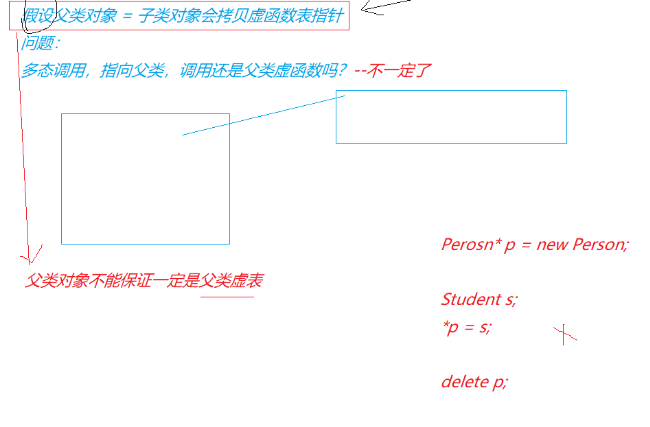 假设父类对象 = 子类对象会拷贝虚函数表指针
问题：
多态调用，指向父类，调用还是父类虚函数吗？--不一定了
父类对象不能保证一定是父类虚表
Perosn* p = new Person;
Student s;
*p = s;
delete p;